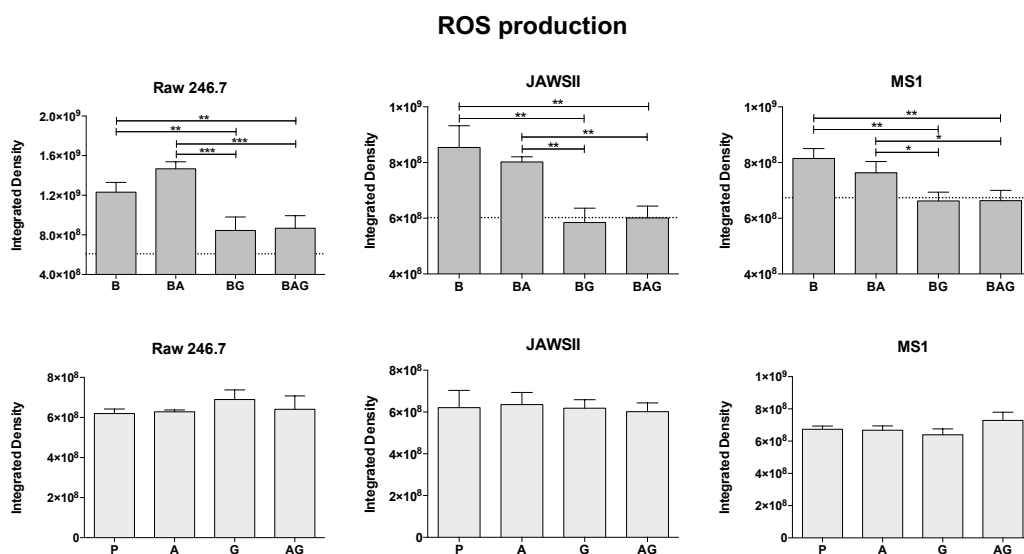 ROS production
Raw 246.7
Integrated Density
2.0×10⁹
1.6×10⁹
1.2×10⁹
8.0×10⁸
4.0×10⁸
**
**
***
***
B BA BG BAG
JAWSII
Integrated Density
1×10⁹
8×10⁸
6×10⁸
4×10⁸
**
**
**
**
B BA BG BAG
MS1
Integrated Density
1×10⁹
8×10⁸
6×10⁸
4×10⁸
**
**
*
*
B BA BG BAG
Raw 246.7
Integrated Density
8×10⁸
6×10⁸
4×10⁸
2×10⁸
0
P A G AG
JAWSII
Integrated Density
8×10⁸
6×10⁸
4×10⁸
2×10⁸
0
P A G AG
MS1
Integrated Density
1×10⁹
8×10⁸
6×10⁸
4×10⁸
2×10⁸
0
P A G AG